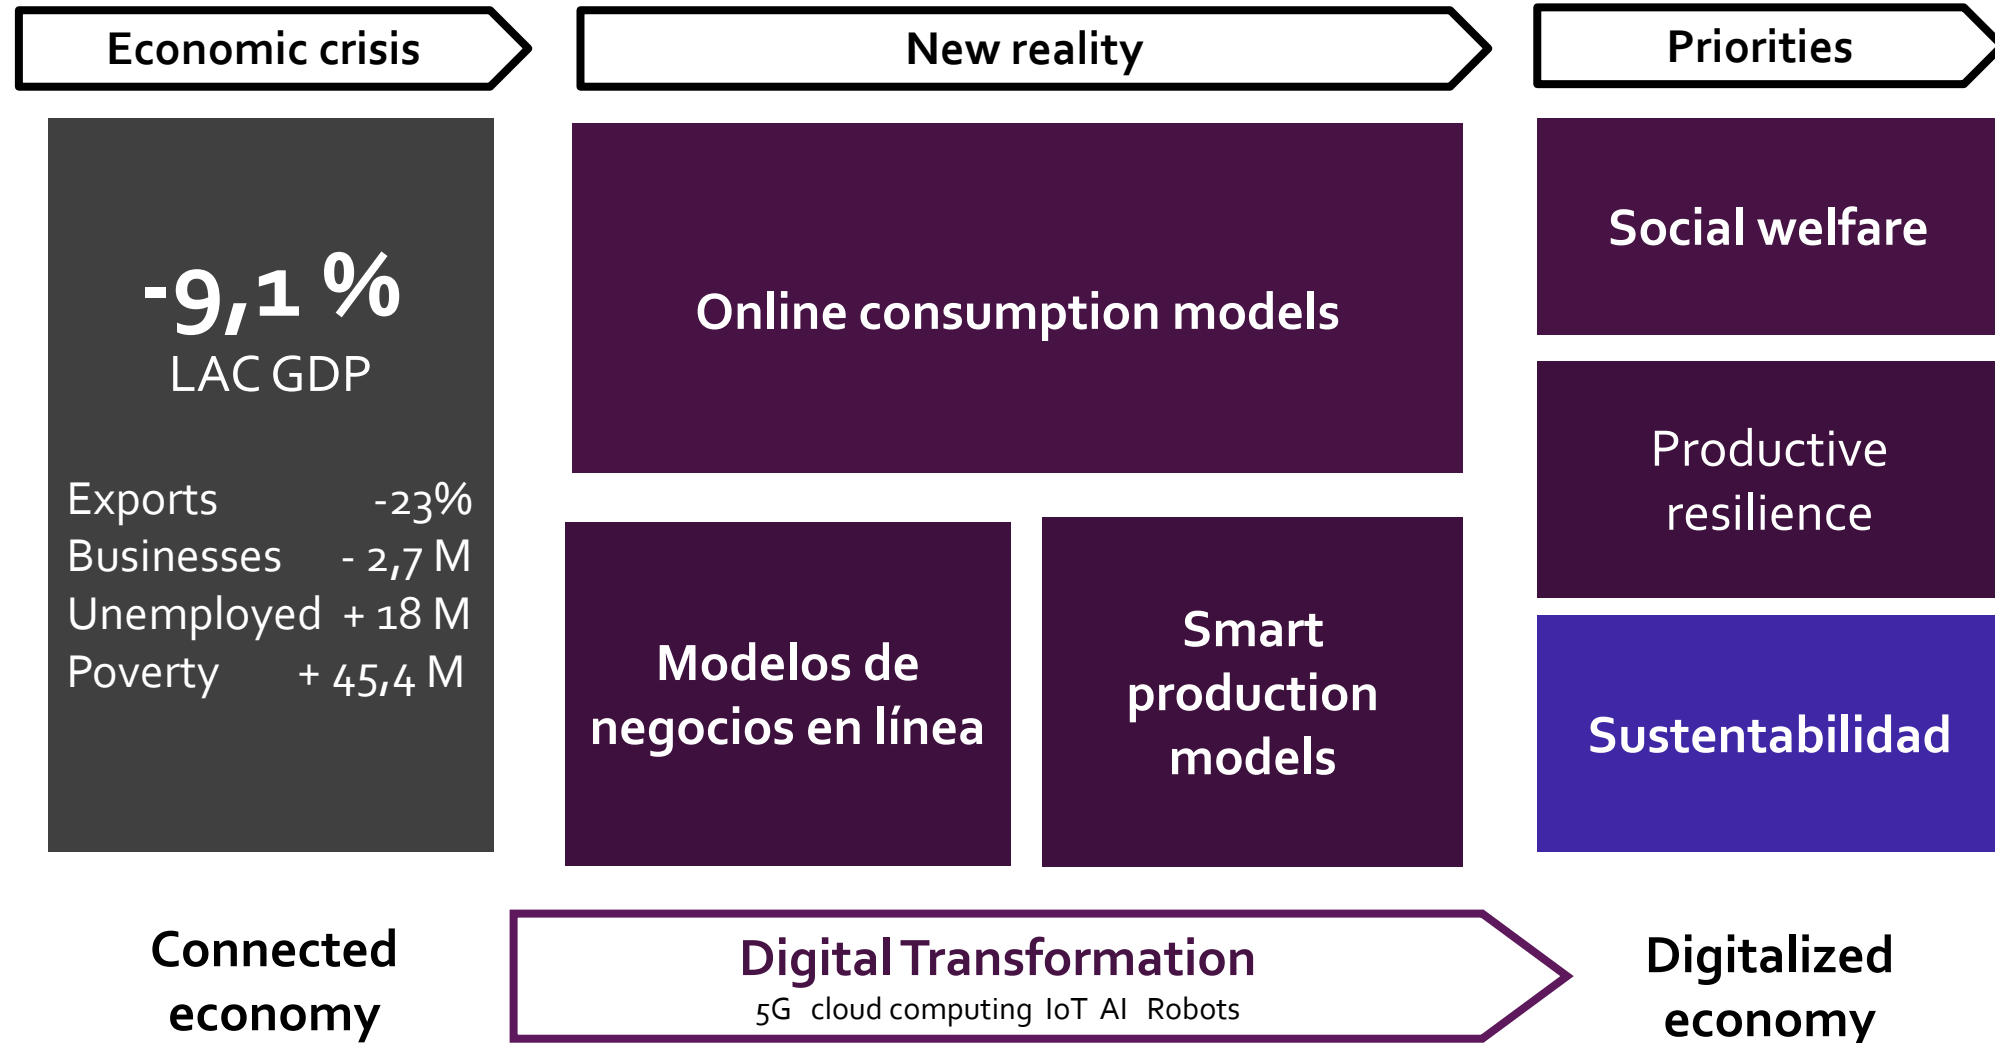 Economic crisis
New reality
Priorities
-9,1 %
LAC GDP
Exports -23%
Businesses - 2,7 M
Unemployed + 18 M
Poverty + 45,4 M
Online consumption models
Modelos de
negocios en línea
Smart
production
models
Social welfare
Productive
resilience
Sustentabilidad
Connected
economy
Digital Transformation
5G cloud computing IoT AI Robots
Digitalized
economy